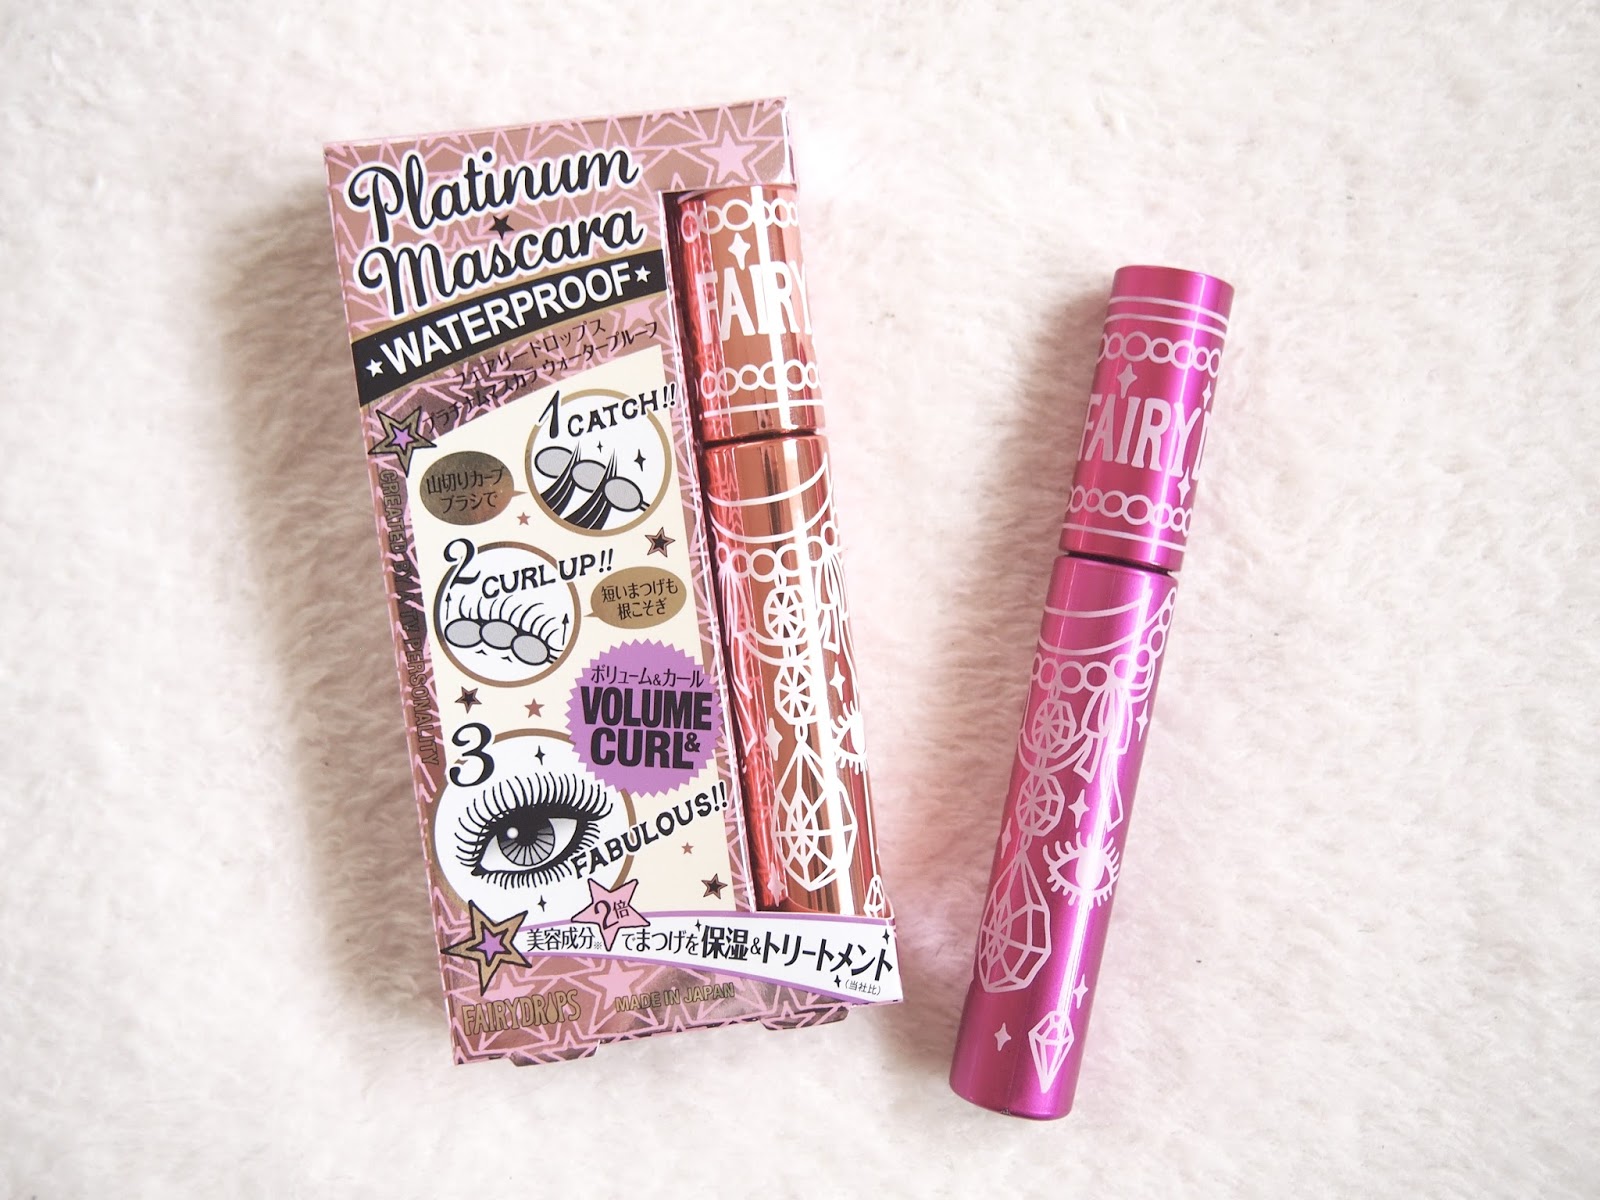 Platinum
Mascara
WATERPROOF
フェアリードロップス
プラチナムマスカラ ウォータープルーフ
1 CATCH!!
山切りカーブ
ブラシで
2 CURL UP!!
短いまつげも
根こそぎ
ボリューム&カール
VOLUME
& CURL
3
FABULOUS!!
2倍
美容成分※ でまつげを保湿&トリートメント
(当社比)
FAIRYDROPS MADE IN JAPAN
CREATED BY
PERSONALITY
FAIRY
FAIRY D